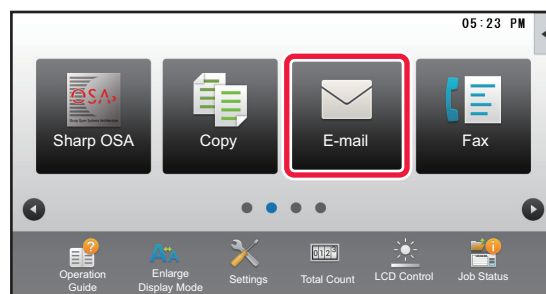 05:23 PM
OSA
Sharp OSA
Copy
E-mail
Fax
Operation
Guide
Enlarge
Display Mode
Settings
Total Count
LCD Control
Job Status